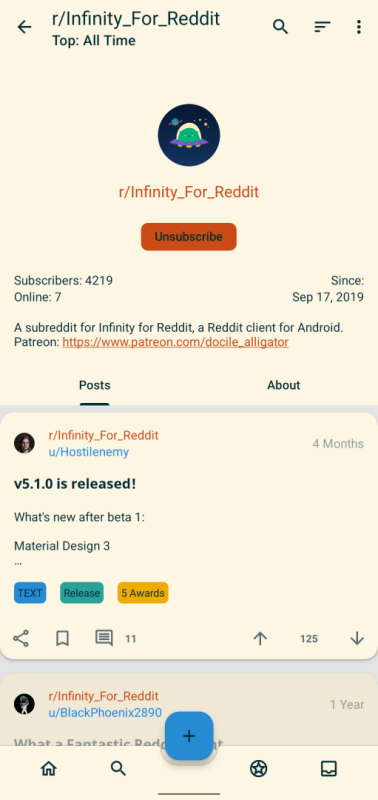 r/Infinity_For_Reddit
Top: All Time
r/Infinity_For_Reddit
Unsubscribe
Subscribers: 4219
Since:
Online: 7
Sep 17, 2019
A subreddit for Infinity for Reddit, a Reddit client for Android.
Patreon: https://www.patreon.com/docile_alligator
Posts
About
r/Infinity_For_Reddit
u/Hostilenemy
4 Months
v5.1.0 is released!
What's new after beta 1:
Material Design 3
...
TEXT
Release
5 Awards
11
125
r/Infinity_For_Reddit
u/BlackPhoenix2890
1 Year
What a Fantastic